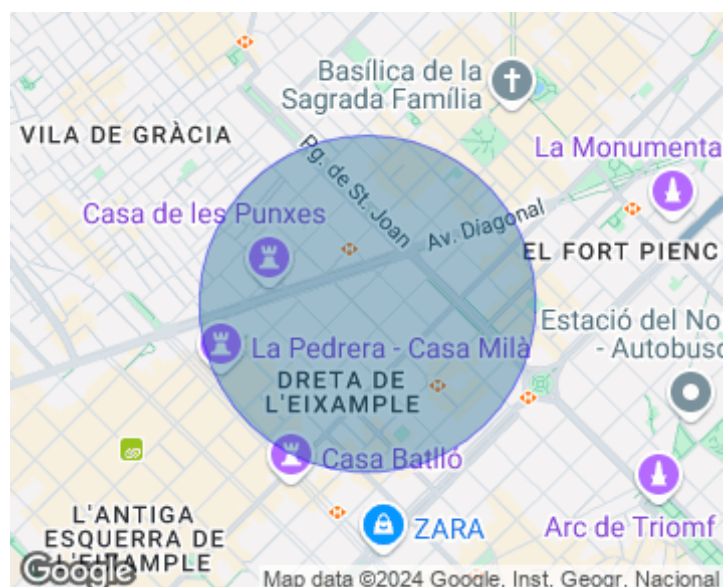 Basílica de la
Sagrada Família
VILA DE GRÀCIA
Pg. de St. Joan
La Monumenta
Casa de les Punxes
Av. Diagonal
EL FORT PIENC
Estació del No
- Autobus
La Pedrera - Casa Milà
DRETA DE
L'EIXAMPLE
Casa Batlló
L'ANTIGA
ESQUERRA DE
L'EIXAMPLE
ZARA
Arc de Triomf
Google
Map data ©2024 Google, Inst. Geogr. Nacional